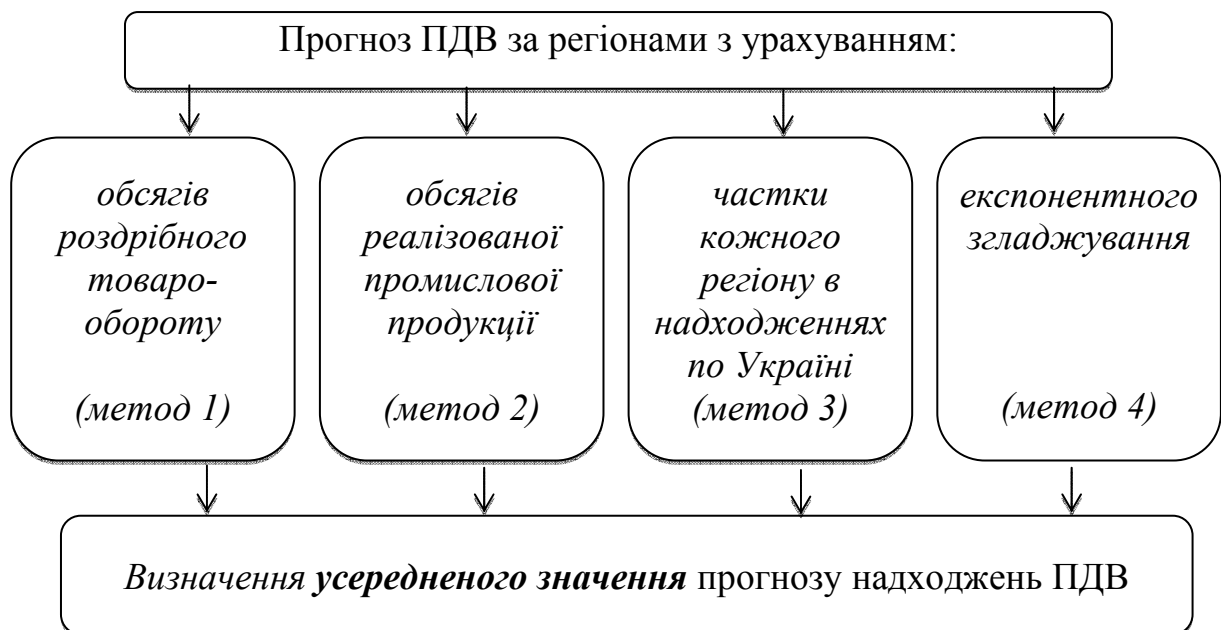 Прогноз ПДВ за регіонами з урахуванням:
обсягів
роздрібного
товаро-
обороту
(метод 1)
обсягів
реалізованої
промислової
продукції
(метод 2)
частки
кожного
регіону в
надходженнях
по Україні
(метод 3)
експонентного
згладжування
(метод 4)
Визначення усередненого значення прогнозу надходжень ПДВ